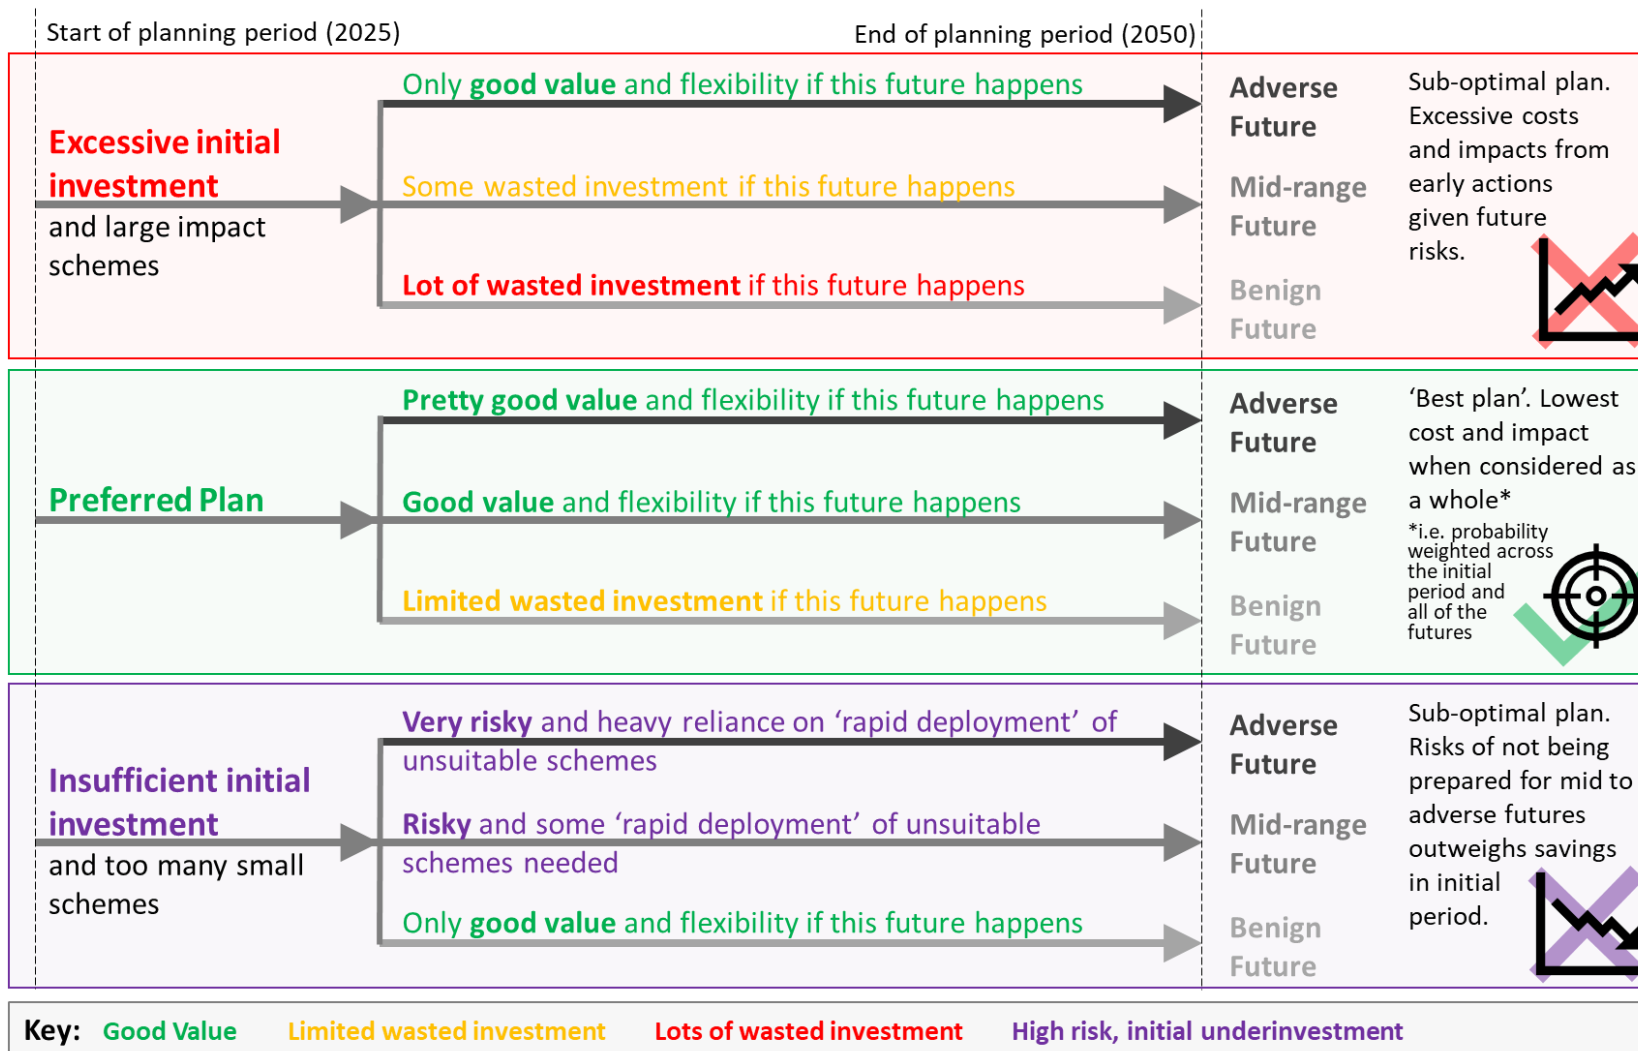 Start of planning period (2025)
End of planning period (2050)
Excessive initial
investment
and large impact
schemes
Only good value and flexibility if this future happens
Some wasted investment if this future happens
Lot of wasted investment if this future happens
Adverse
Future
Mid-range
Future
Benign
Future
Sub-optimal plan.
Excessive costs
and impacts from
early actions
given future
risks.
Preferred Plan
Pretty good value and flexibility if this future happens
Good value and flexibility if this future happens
Limited wasted investment if this future happens
Adverse
Future
Mid-range
Future
Benign
Future
‘Best plan’. Lowest
cost and impact
when considered as
a whole*
*i.e. probability
weighted across
the initial
period and
all of the
futures
Insufficient initial
investment
and too many small
schemes
Very risky and heavy reliance on ‘rapid deployment’ of
unsuitable schemes
Risky and some ‘rapid deployment’ of unsuitable
schemes needed
Only good value and flexibility if this future happens
Adverse
Future
Mid-range
Future
Benign
Future
Sub-optimal plan.
Risks of not being
prepared for mid to
adverse futures
outweighs savings
in initial
period.
Key: Good Value Limited wasted investment Lots of wasted investment High risk, initial underinvestment